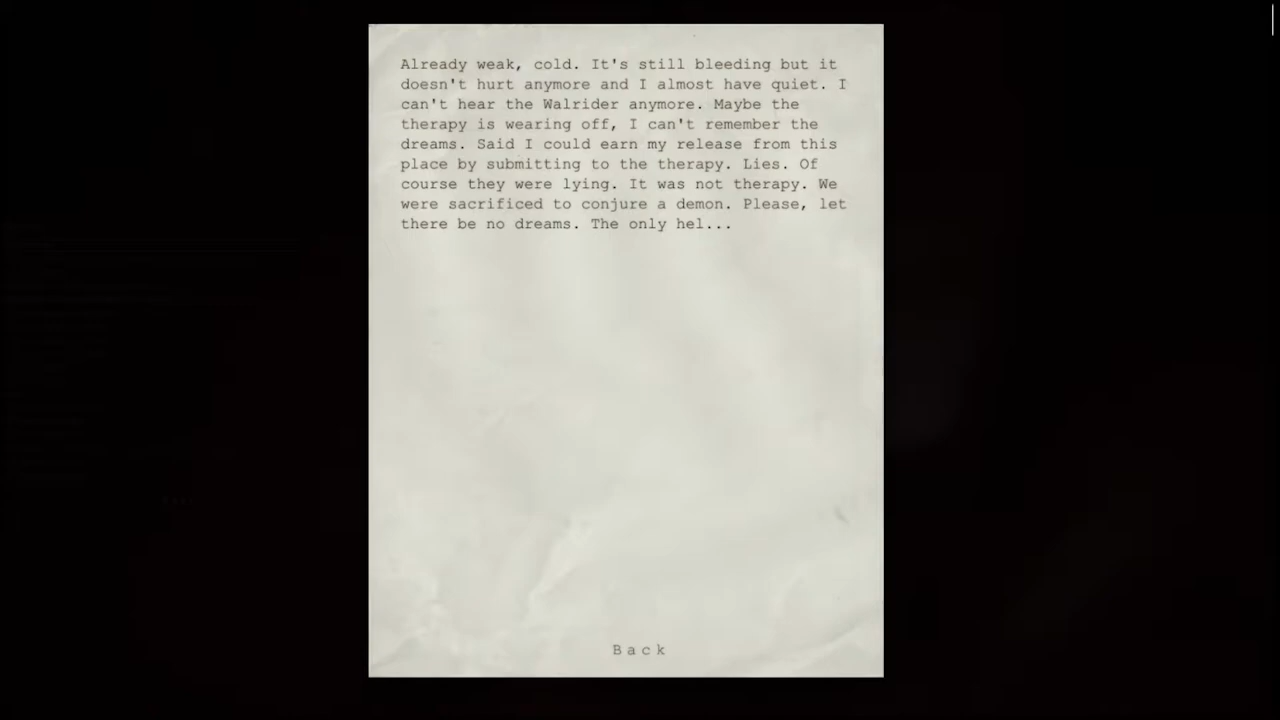 Already weak, cold. It's still bleeding but it
doesn't hurt anymore and I almost have quiet. I
can't hear the Walrider anymore. Maybe the
therapy is wearing off, I can't remember the
dreams. Said I could earn my release from this
place by submitting to the therapy. Lies. Of
course they were lying. It was not therapy. We
were sacrificed to conjure a demon. Please, let
there be no dreams. The only hel...
Back